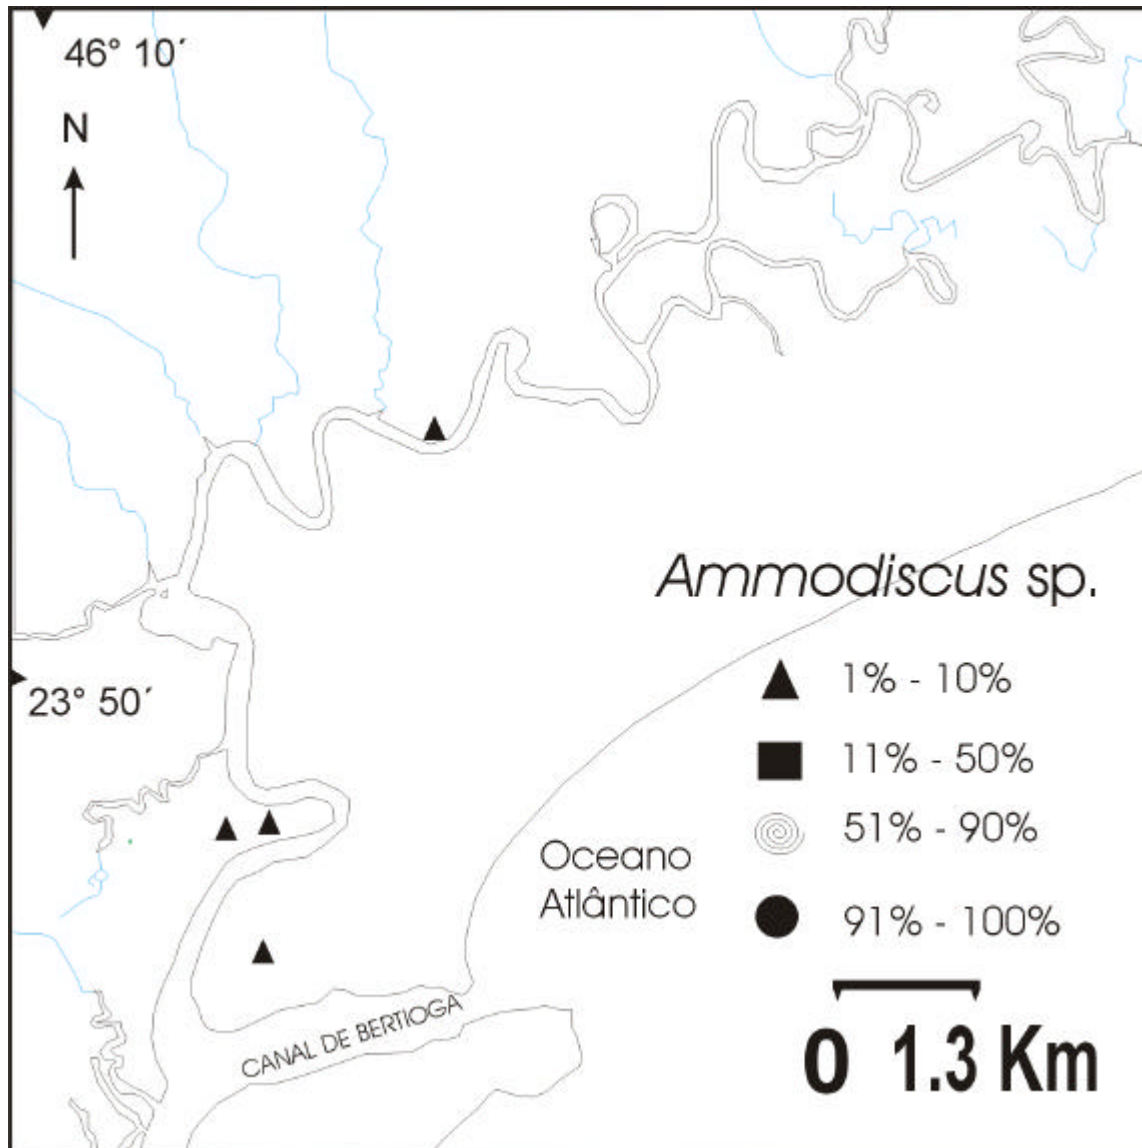 46° 10´
N
Ammodiscus sp.
1% - 10%
23° 50´
11% - 50%
51% - 90%
Oceano
Atlântico
91% - 100%
CANAL DE BERTIOGA
0 1.3 Km